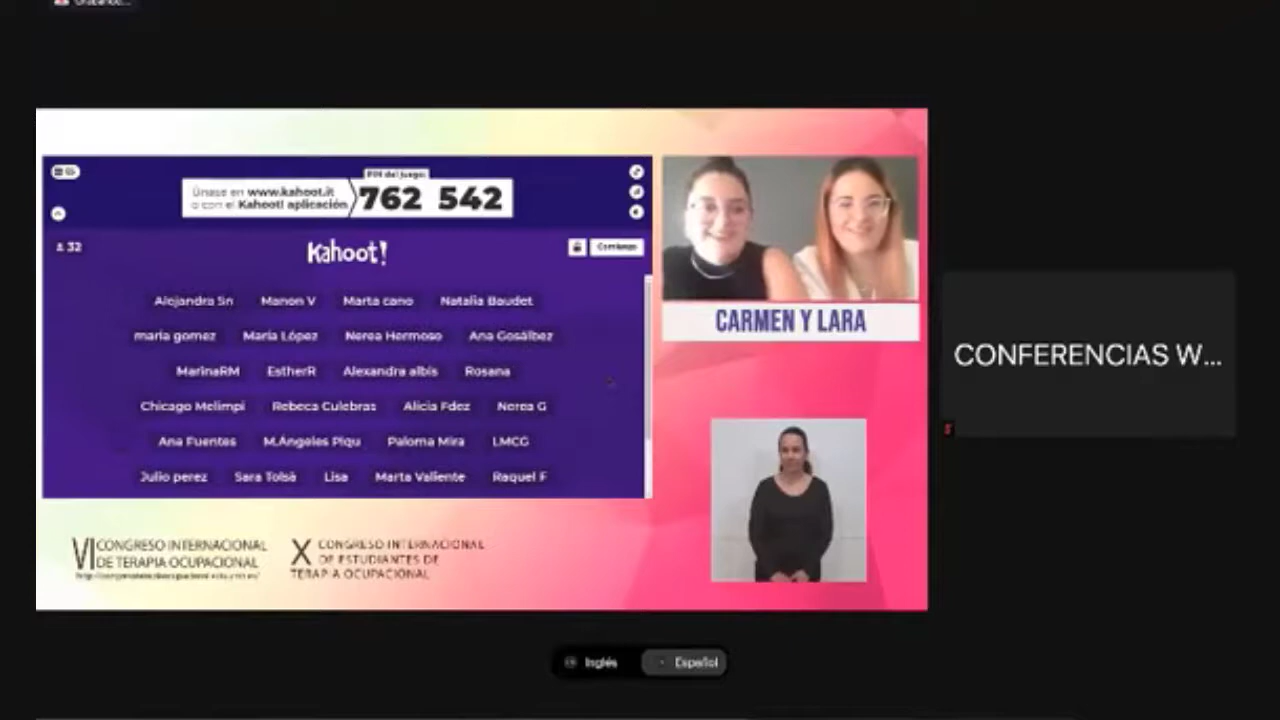 Grabando...
PIN del juego:
Únase en www.kahoot.it
o con el Kahoot! aplicación
762 542
32
Kahoot!
Comienzo
Alejandra Sn Manon V Marta cano Natalia Baudet
maria gomez María López Nerea Hermoso Ana Gosálbez
MarinaRM EstherR Alexandra albis Rosana
Chicago Melimpi Rebeca Culebras Alicia Fdez Nerea G
Ana Fuentes M.Ángeles Piqu Paloma Mira LMCG
Julio perez Sara Tolsà Lisa Marta Valiente Raquel F
CARMEN Y LARA
CONFERENCIAS W...
VI CONGRESO INTERNACIONAL
DE TERAPIA OCUPACIONAL
X CONGRESO INTERNACIONAL
DE ESTUDIANTES DE
TERAPIA OCUPACIONAL
Inglés
Español